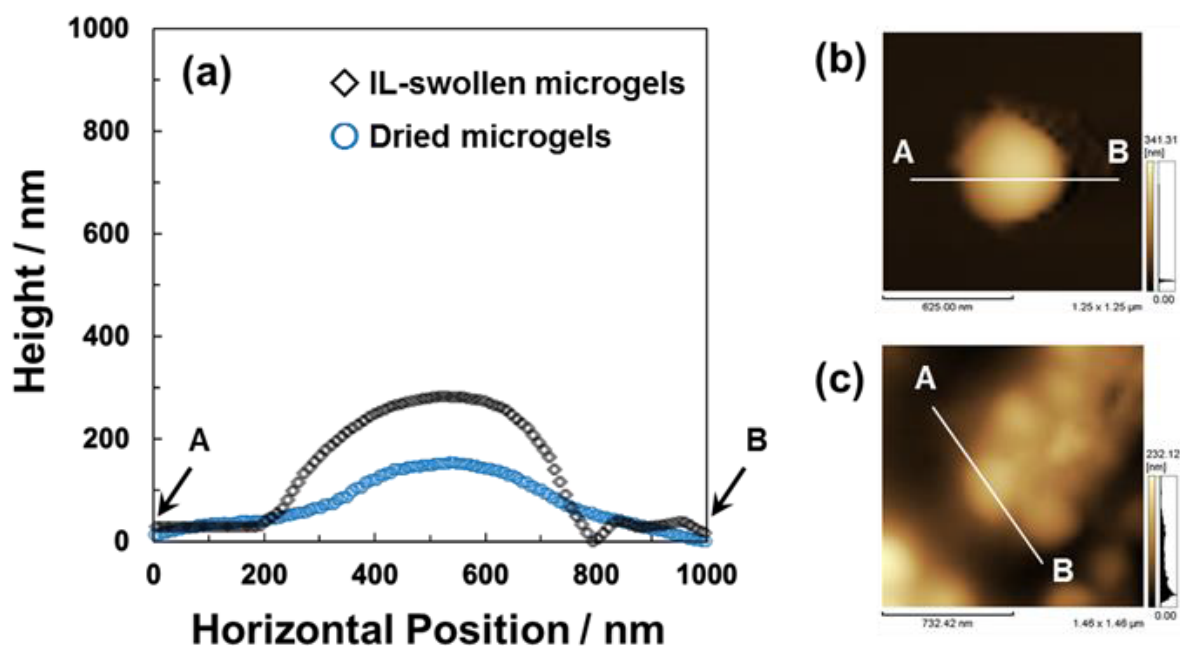 (a)
IL-swollen microgels
Dried microgels
1000
800
600
400
200
0
Height / nm
A
B
0 200 400 600 800 1000
Horizontal Position / nm
(b)
A B
341.31
[nm]
0.00
625.00 nm 1.25 x 1.25 µm
(c)
A
B
232.12
[nm]
0.00
732.42 nm 1.46 x 1.46 µm